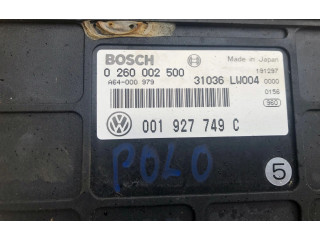 BOSCH
Made in Japan
0 260 002 500
191297
A64-000 979
31036 LW004
0000
0156
960
001 927 749 C
POLO
5